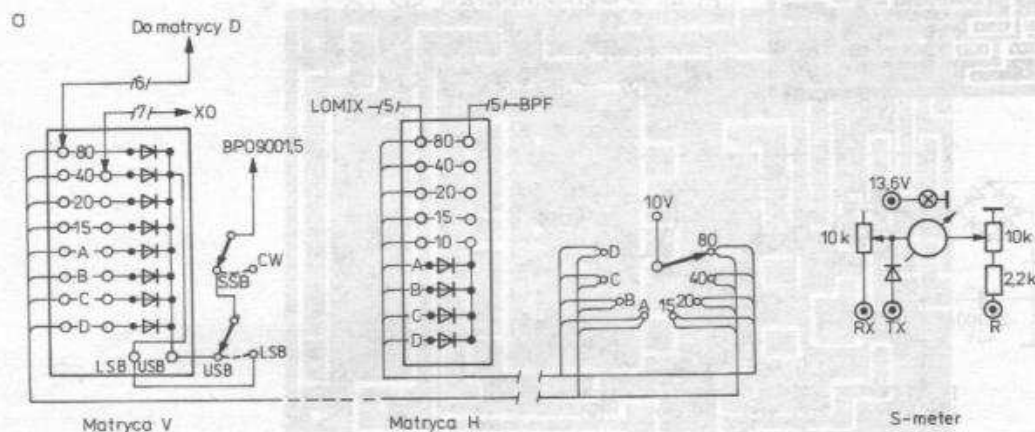 a
Do matrycy D
/6/
/7/ XO
BPO9001,5
80
40
20
15
A
B
C
D
CW
SSB
LSB USB
USB
LSB
Matryca V
LOMIX /5/
/5/ BPF
80
40
20
15
10
A
B
C
D
Matryca H
10V
D
C
B
A
80
40
20
15
13,6V
10k
10k
2,2k
RX
TX
R
S-meter